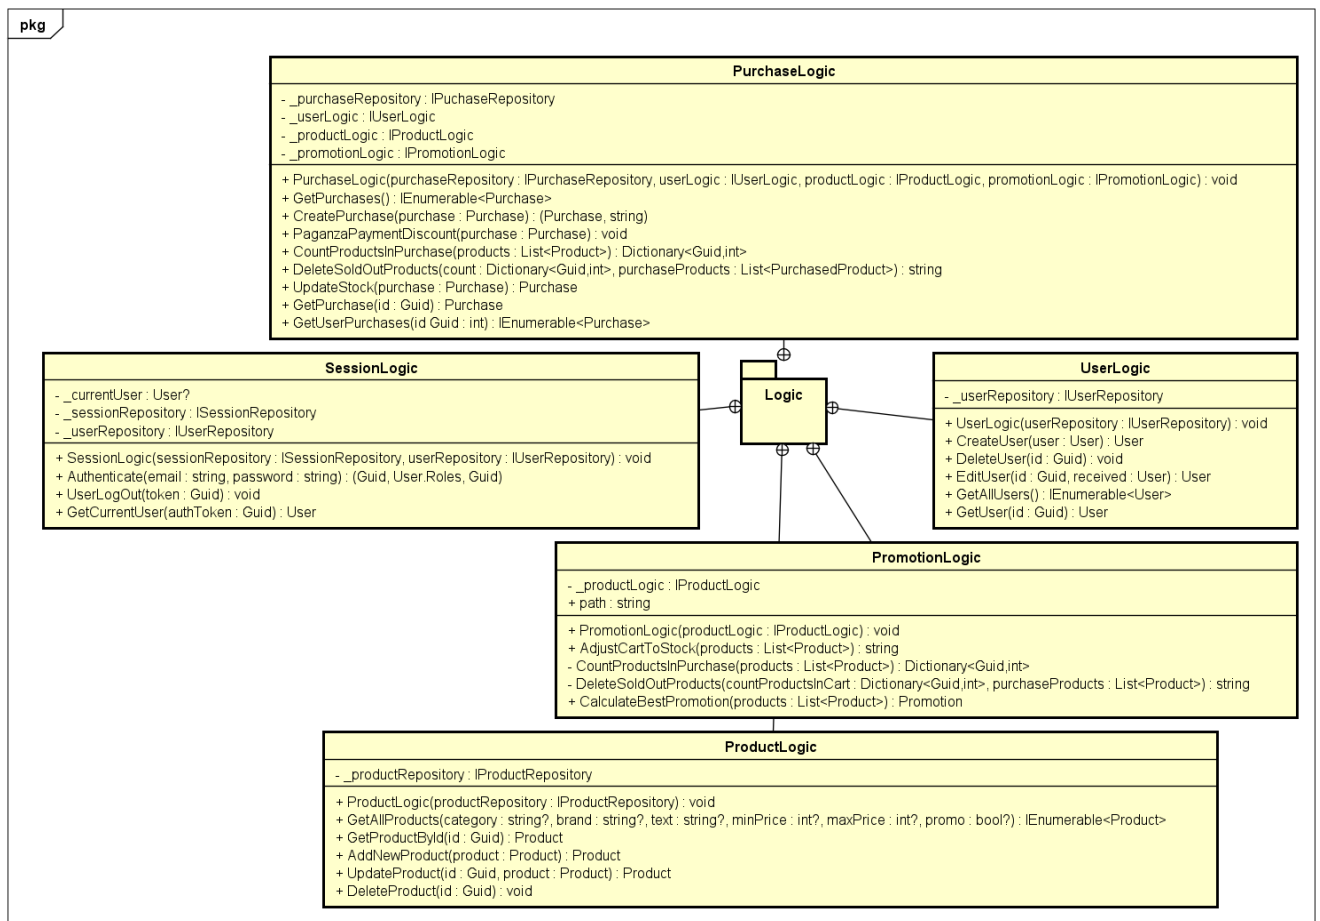 pkg
PurchaseLogic
- _purchaseRepository : IPuchaseRepository
- _userLogic : IUserLogic
- _productLogic : IProductLogic
- _promotionLogic : IPromotionLogic
+ PurchaseLogic(purchaseRepository : IPurchaseRepository, userLogic : IUserLogic, productLogic : IProductLogic, promotionLogic : IPromotionLogic) : void
+ GetPurchases() : IEnumerable<Purchase>
+ CreatePurchase(purchase : Purchase) : (Purchase, string)
+ PaganzaPaymentDiscount(purchase : Purchase) : void
+ CountProductsInPurchase(products : List<Product>) : Dictionary<Guid,int>
+ DeleteSoldOutProducts(count : Dictionary<Guid,int>, purchaseProducts : List<PurchasedProduct>) : string
+ UpdateStock(purchase : Purchase) : Purchase
+ GetPurchase(id : Guid) : Purchase
+ GetUserPurchases(id Guid : int) : IEnumerable<Purchase>
SessionLogic
- _currentUser : User?
- _sessionRepository : ISessionRepository
- _userRepository : IUserRepository
+ SessionLogic(sessionRepository : ISessionRepository, userRepository : IUserRepository) : void
+ Authenticate(email : string, password : string) : (Guid, User.Roles, Guid)
+ UserLogOut(token : Guid) : void
+ GetCurrentUser(authToken : Guid) : User
Logic
UserLogic
- _userRepository : IUserRepository
+ UserLogic(userRepository : IUserRepository) : void
+ CreateUser(user : User) : User
+ DeleteUser(id : Guid) : void
+ EditUser(id : Guid, received : User) : User
+ GetAllUsers() : IEnumerable<User>
+ GetUser(id : Guid) : User
PromotionLogic
- _productLogic : IProductLogic
+ path : string
+ PromotionLogic(productLogic : IProductLogic) : void
+ AdjustCartToStock(products : List<Product>) : string
- CountProductsInPurchase(products : List<Product>) : Dictionary<Guid,int>
- DeleteSoldOutProducts(countProductsInCart : Dictionary<Guid,int>, purchaseProducts : List<Product>) : string
+ CalculateBestPromotion(products : List<Product>) : Promotion
ProductLogic
- _productRepository : IProductRepository
+ ProductLogic(productRepository : IProductRepository) : void
+ GetAllProducts(category : string?, brand : string?, text : string?, minPrice : int?, maxPrice : int?, promo : bool?) : IEnumerable<Product>
+ GetProductById(id : Guid) : Product
+ AddNewProduct(product : Product) : Product
+ UpdateProduct(id : Guid, product : Product) : Product
+ DeleteProduct(id : Guid) : void